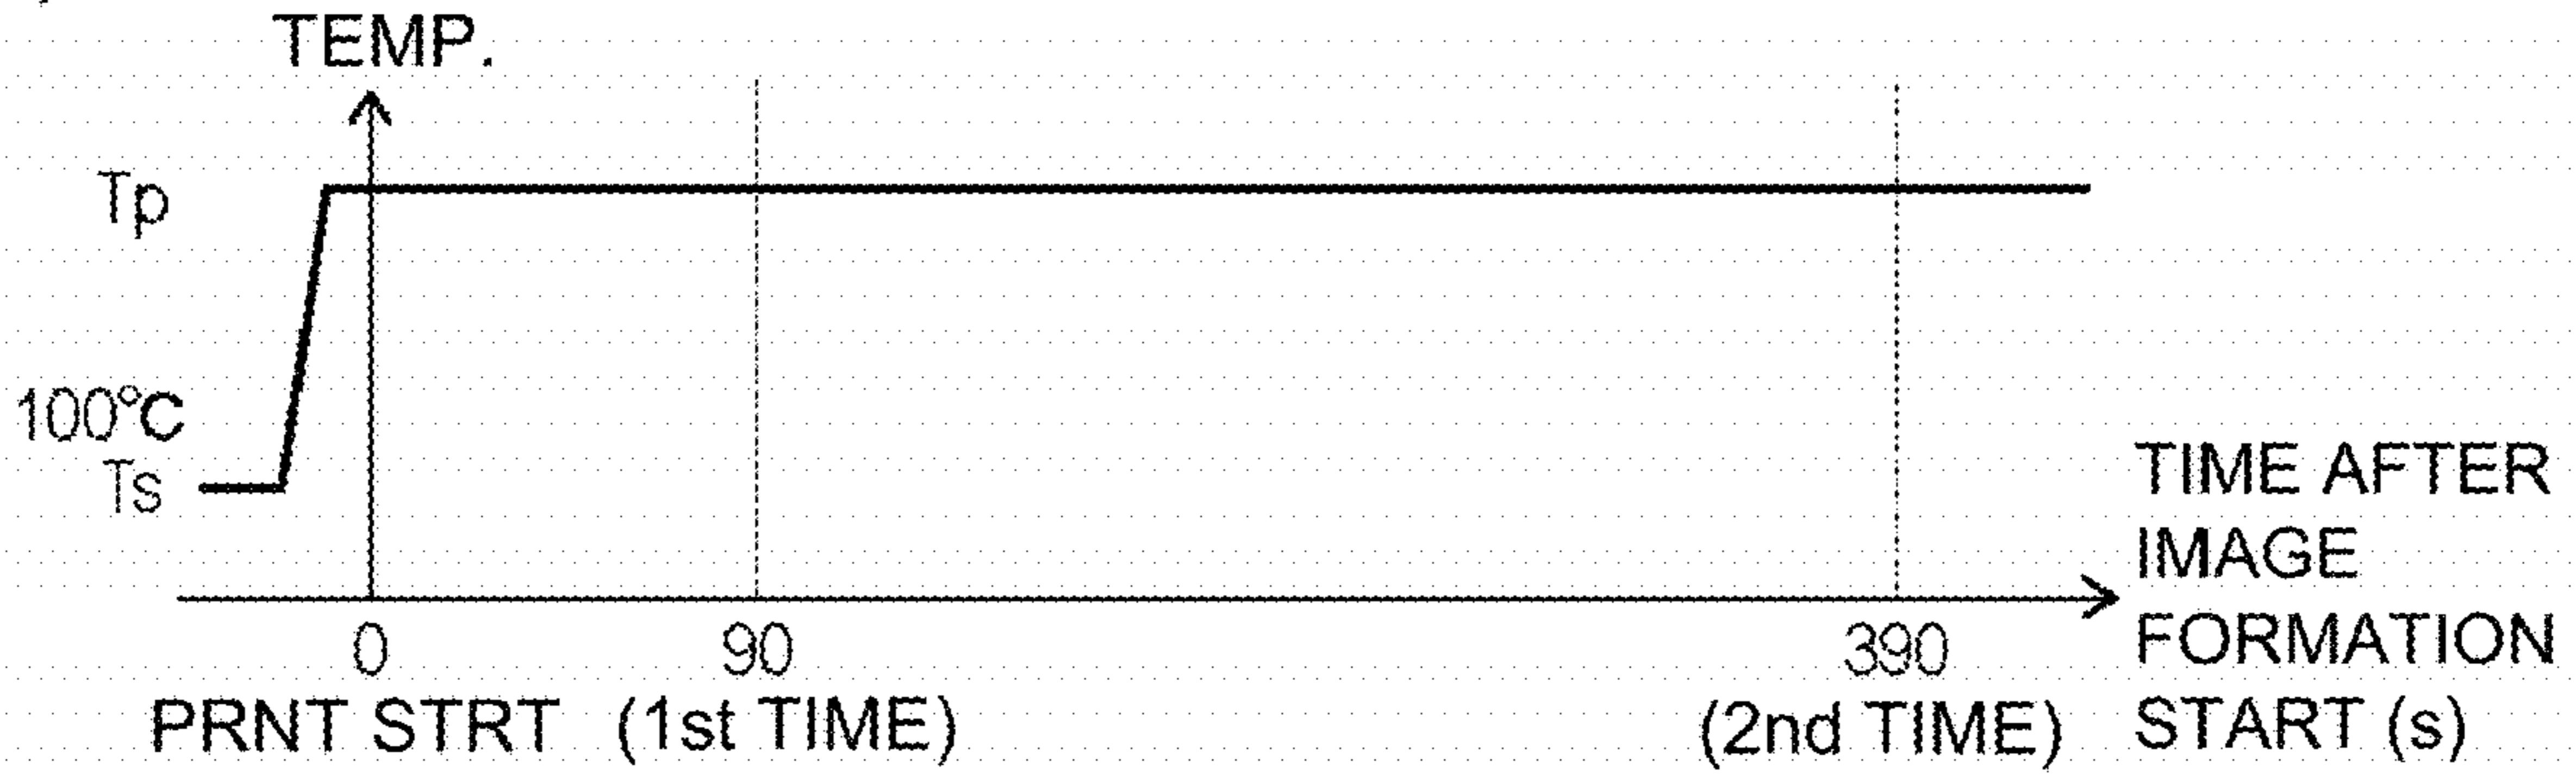 TEMP.
Tp
100°C
Ts
TIME AFTER
IMAGE
FORMATION
START (s)
0
90
390
PRNT STRT
(1st TIME)
(2nd TIME)